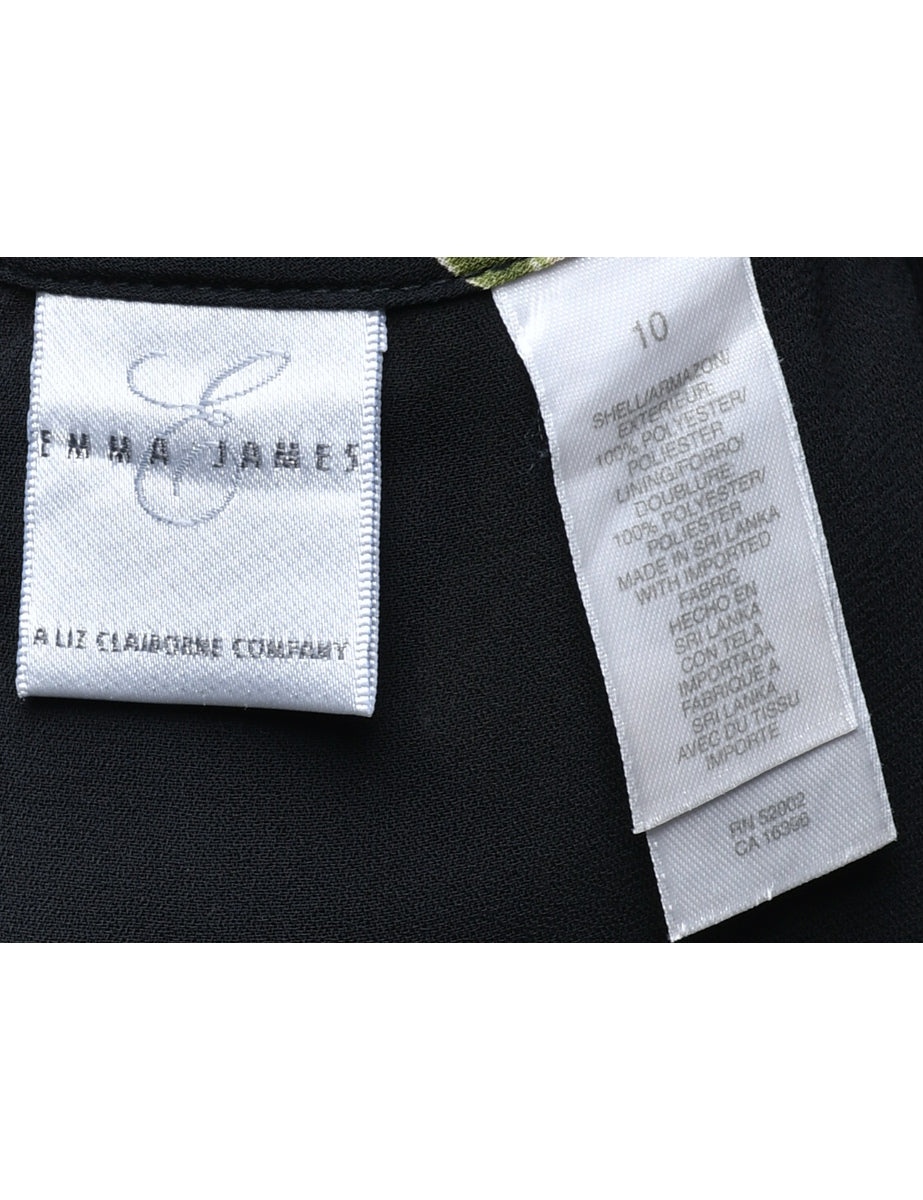 EMMA JAMES
A LIZ CLAIBORNE COMPANY
10
SHELL/ARMAZON/
EXTERIEUR:
100% POLYESTER/
POLIESTER
LINING/FORRO/
DOUBLURE:
100% POLYESTER/
POLIESTER
MADE IN SRI LANKA
WITH IMPORTED
FABRIC
HECHO EN
SRI LANKA
CON TELA
IMPORTADA
FABRIQUE A
SRI LANKA
AVEC DU TISSU
IMPORTE
RN 52002
CA 16398